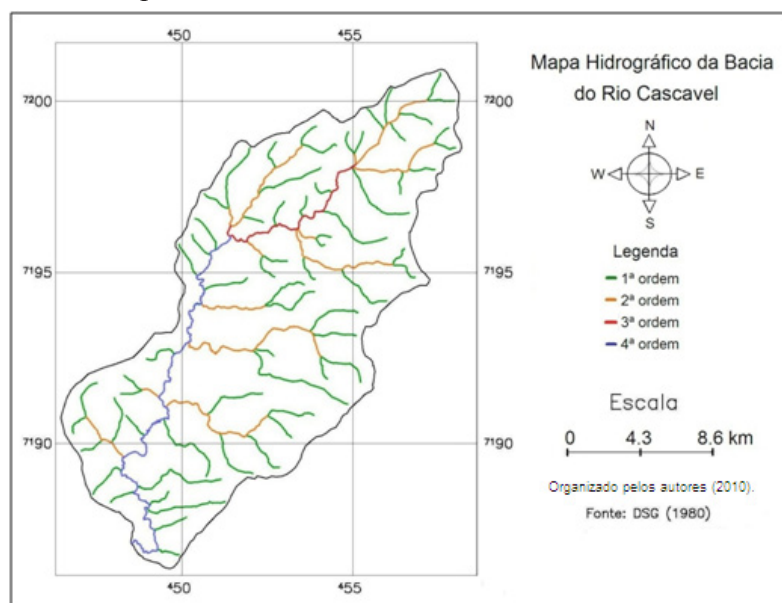 Mapa Hidrográfico da Bacia
do Rio Cascavel
N
W E
S
Legenda
1ª ordem
2ª ordem
3ª ordem
4ª ordem
Escala
0 4.3 8.6 km
Organizado pelos autores (2010).
Fonte: DSG (1980)
⁴50 ⁴55
⁷²00 ⁷²00
⁷¹95 ⁷¹95
⁷¹90 ⁷¹90
⁴50 ⁴55